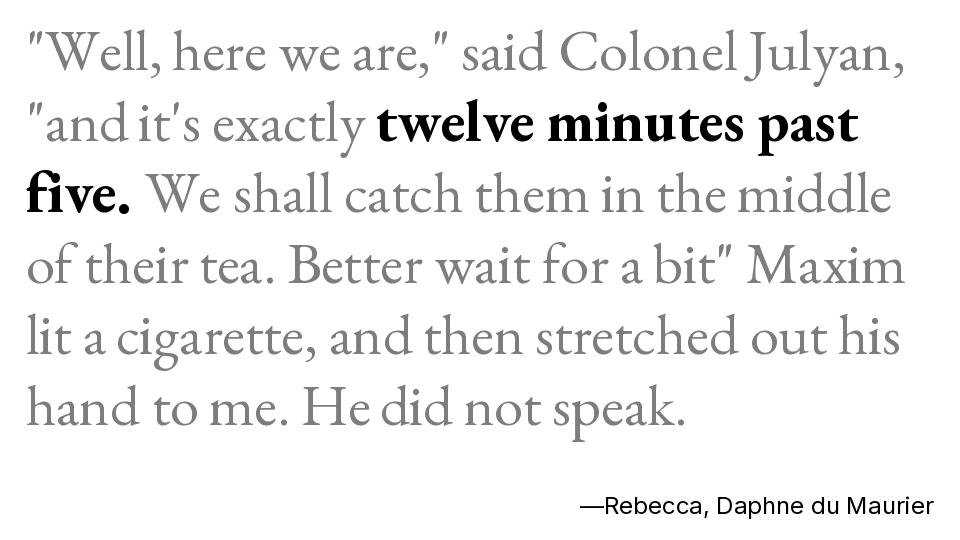 "Well, here we are," said Colonel Julyan,
"and it's exactly twelve minutes past
five. We shall catch them in the middle
of their tea. Better wait for a bit" Maxim
lit a cigarette, and then stretched out his
hand to me. He did not speak.
—Rebecca, Daphne du Maurier